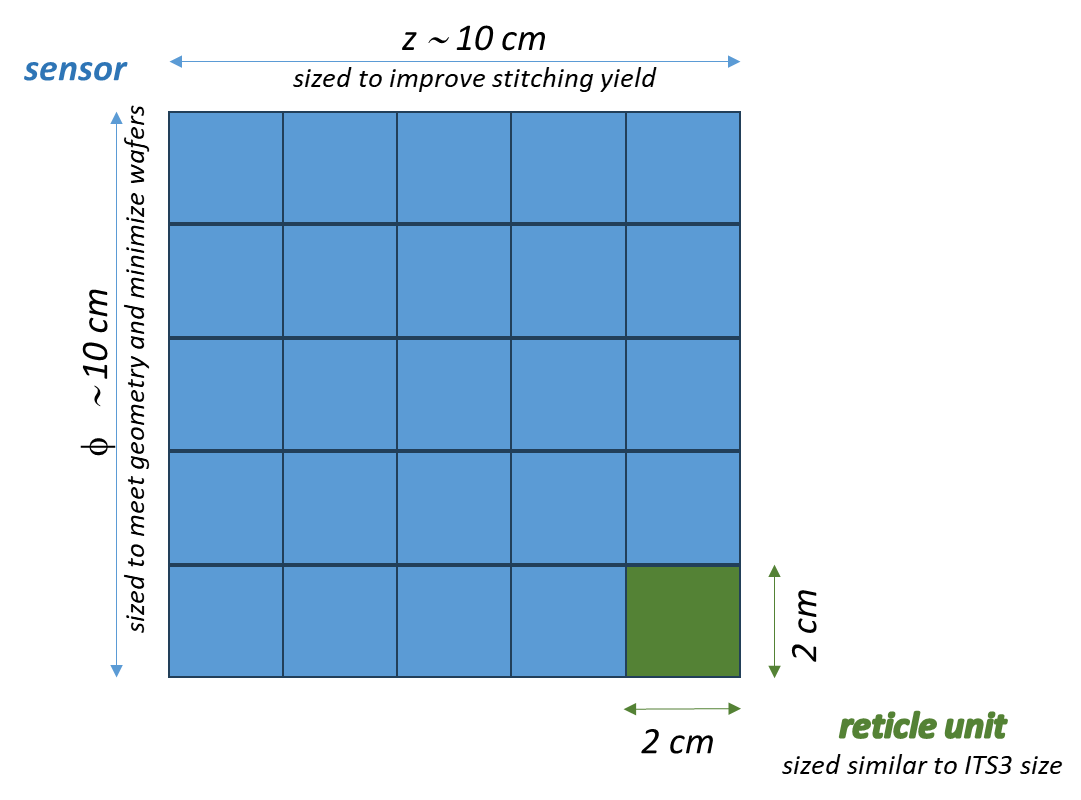 z ~ 10 cm
sensor
sized to improve stitching yield
ϕ ~ 10 cm
sized to meet geometry and minimize wafers
2 cm
2 cm
reticle unit
sized similar to ITS3 size